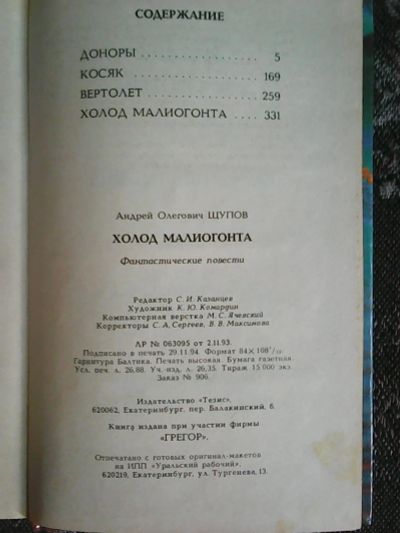 СОДЕРЖАНИЕ
ДОНОРЫ . . . . . . . . . . . . . . . . 5
КОСЯК . . . . . . . . . . . . . . . . 169
ВЕРТОЛЕТ . . . . . . . . . . . . . . . 259
ХОЛОД МАЛИОГОНТА . . . . 331
Андрей Олегович ЩУПОВ
ХОЛОД МАЛИОГОНТА
Фантастические повести
Редактор С. И. Казанцев
Художник К. Ю. Комардин
Компьютерная верстка М. С. Ячевский
Корректоры С. А. Сергеев, В. В. Максимова
ЛР № 063095 от 2.11.93.
Подписано в печать 29.11.94. Формат 84X108¹/₃₂.
Гарнитура Балтика. Печать высокая. Бумага газетная.
Усл. печ. л. 26,88. Уч.-изд. л. 26,35. Тираж 15 000 экз.
Заказ № 906.
Издательство «Тезис»,
620062, Екатеринбург, пер. Балакинский, 6.
Книга издана при участии фирмы
«ГРЕГОР».
Отпечатано с готовых оригинал-макетов
на ИПП «Уральский рабочий»,
620219, Екатеринбург, ул. Тургенева, 13.